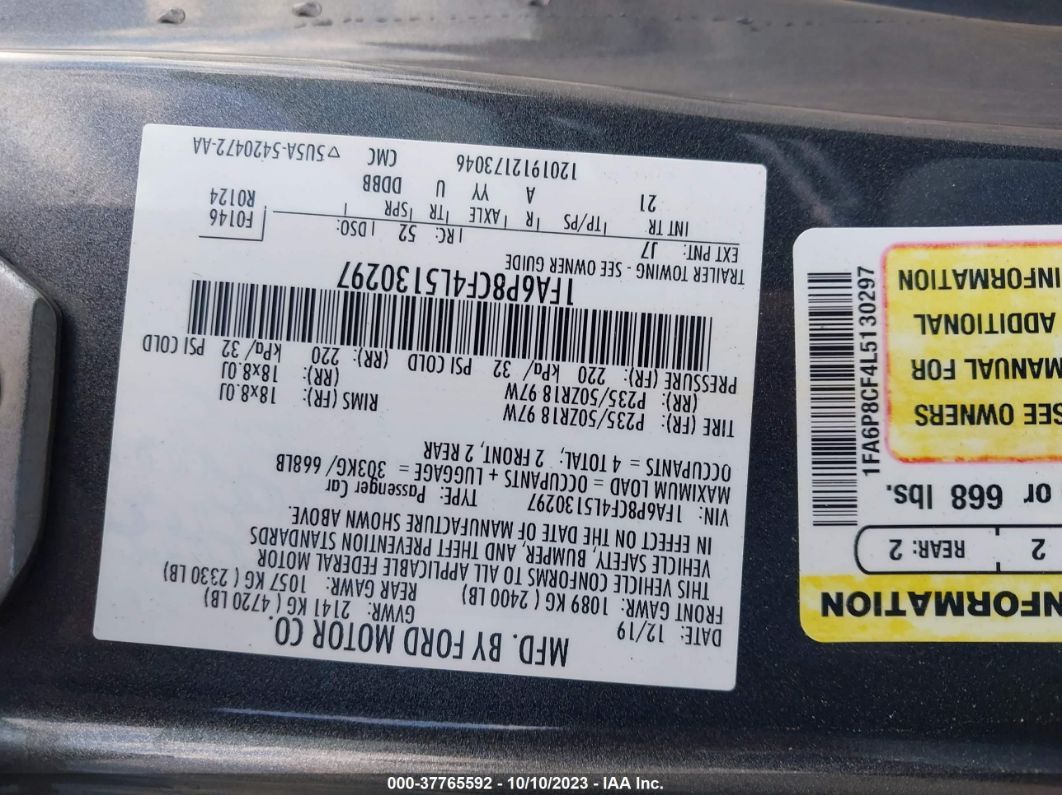 MFD. BY FORD MOTOR CO.
DATE: 12/19 GVWR: 2141 KG ( 4720 LB)
FRONT GAWR: 1089 KG ( 2400 LB) REAR GAWR: 1057 KG ( 2330 LB)
THIS VEHICLE CONFORMS TO ALL APPLICABLE FEDERAL MOTOR
VEHICLE SAFETY, BUMPER, AND THEFT PREVENTION STANDARDS
IN EFFECT ON THE DATE OF MANUFACTURE SHOWN ABOVE.
VIN: 1FA6P8CF4L5130297 TYPE: Passenger Car
MAXIMUM LOAD = OCCUPANTS + LUGGAGE = 303KG/ 668LB
OCCUPANTS = 4 TOTAL; 2 FRONT, 2 REAR
TIRE (FR): P235/50ZR18 97W RIMS (FR): 18x8.0J
(RR): P235/50ZR18 97W (RR): 18x8.0J
PRESSURE (FR): 220 kPa/ 32 PSI COLD (RR): 220 kPa/ 32 PSI COLD
1FA6P8CF4L5130297
TRAILER TOWING - SEE OWNER GUIDE
EXT PNT: J7 RC: 52 DSO: F0146
INT TR TP/PS R AXLE TR SPR R0124
21 A YY U DDBB
1201912173046 CMC ▽5U5A-5420472-AA
NFORMATION
2 REAR: 2
or 668 lbs.
SEE OWNERS
MANUAL FOR
ADDITIONAL
INFORMATION
1FA6P8CF4L5130297
000-37765592 - 10/10/2023 - IAA Inc.